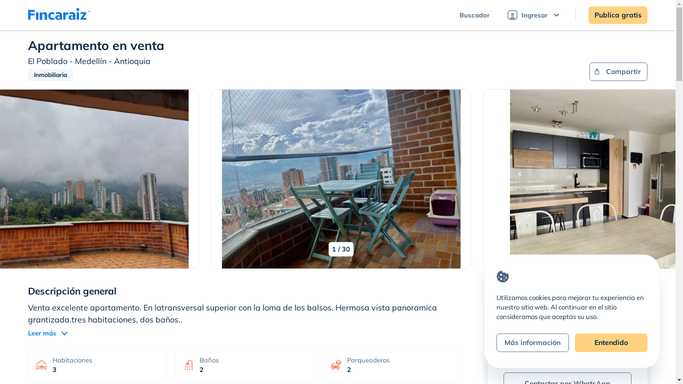 Fincaraiz
Buscador
Ingresar
Publica gratis
Apartamento en venta
El Poblado - Medellín - Antioquia
Inmobiliaria
Compartir
1 / 30
Descripción general
Venta excelente apartamento. En latransversal superior con la loma de los balsos. Hermosa vista panoramica
grantizada.tres habitaciones, dos baños..
Leer más
Habitaciones
3
Baños
2
Parqueaderos
2
Utilizamos cookies para mejorar tu experiencia en
nuestro sitio web. Al continuar en el sitio
consideramos que aceptas su uso.
Más información
Entendido
Contactar por WhatsApp